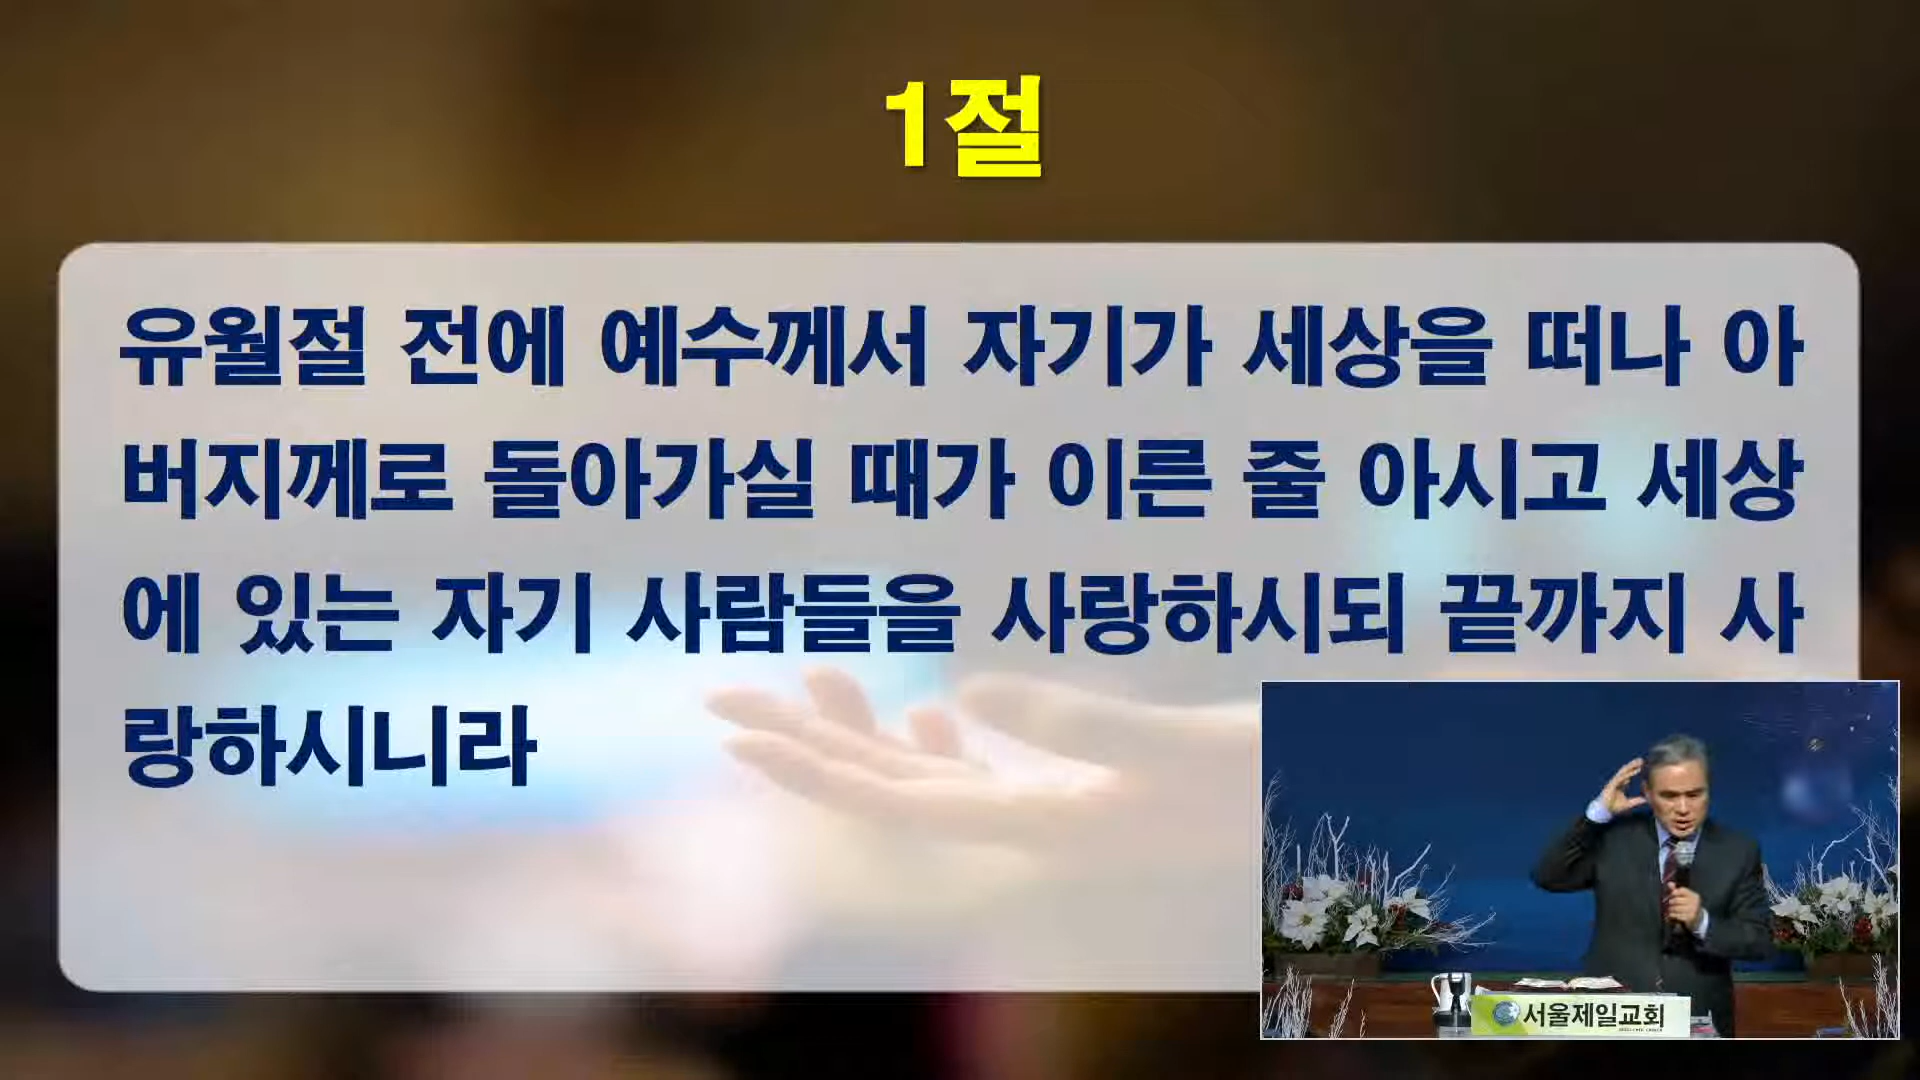 1절
유월절 전에 예수께서 자기가 세상을 떠나 아
버지께로 돌아가실 때가 이른 줄 아시고 세상
에 있는 자기 사람들을 사랑하시되 끝까지 사
랑하시니라
서울제일교회